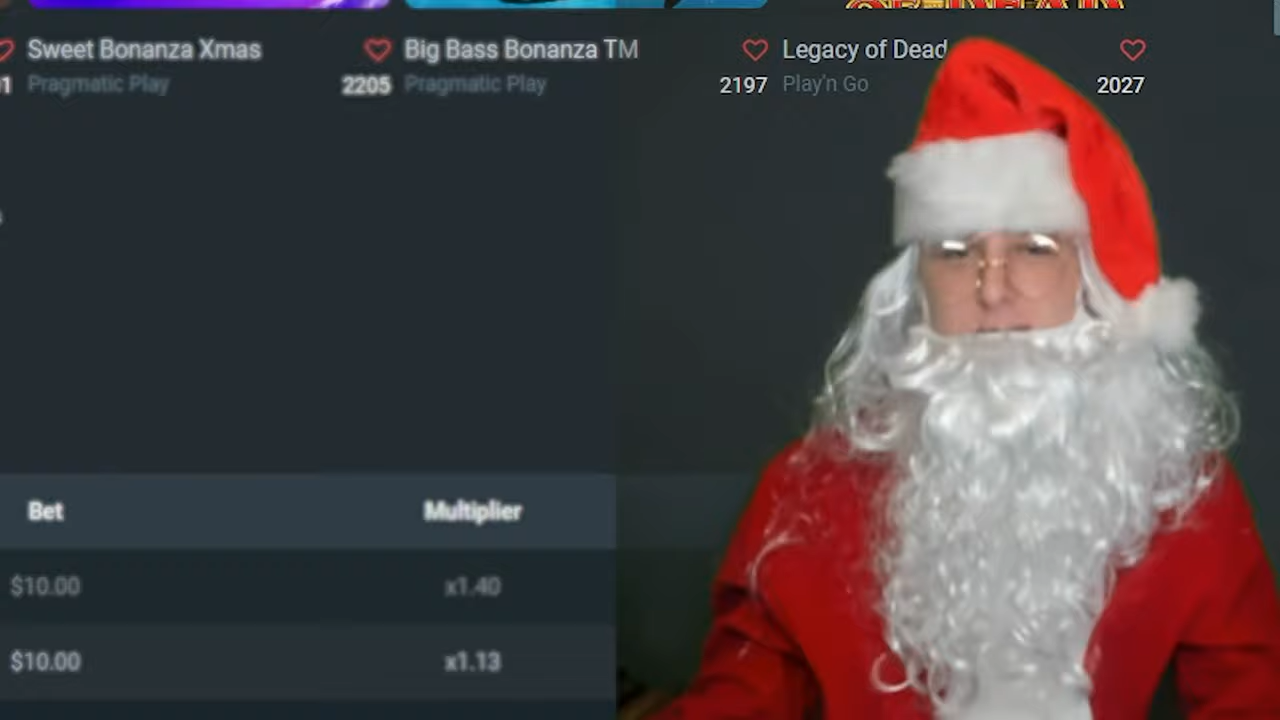 Sweet Bonanza Xmas
Pragmatic Play
2205
Big Bass Bonanza TM
Pragmatic Play
2197
Legacy of Dead
Play'n Go
2027
Bet Multiplier
$10.00 x1.40
$10.00 x1.13